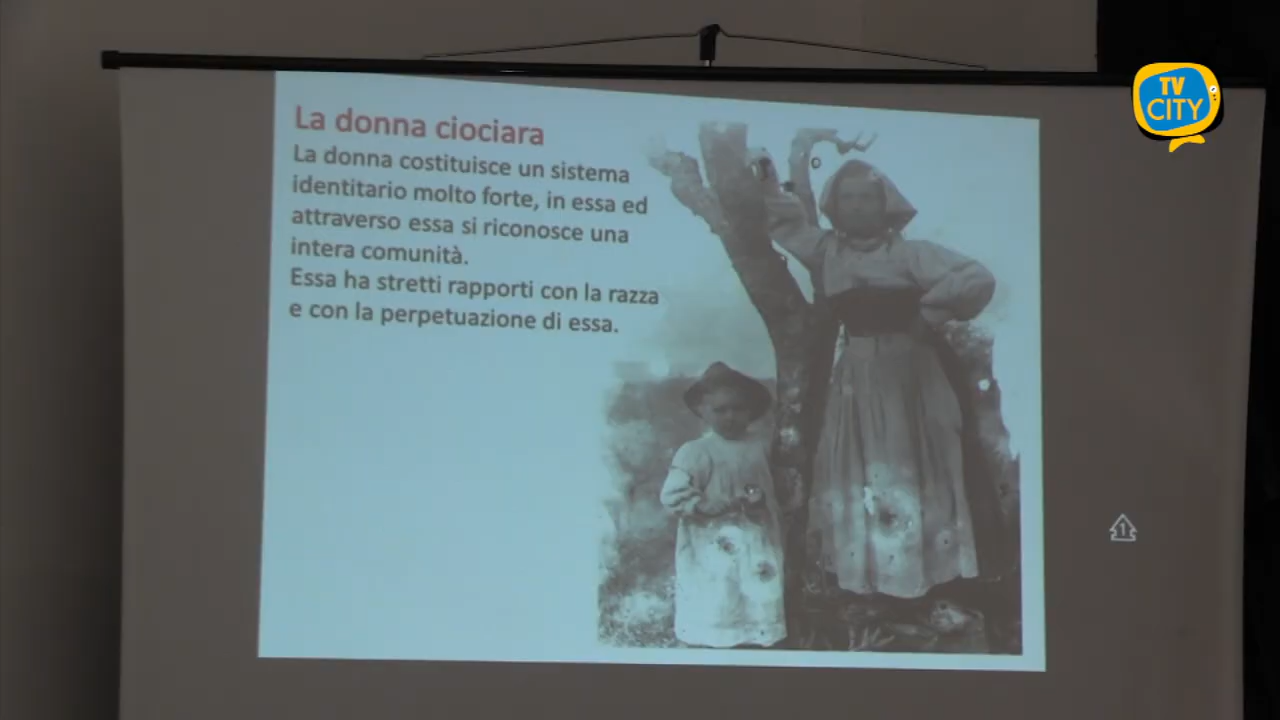 La donna ciociara
La donna costituisce un sistema
identitario molto forte, in essa ed
attraverso essa si riconosce una
intera comunità.
Essa ha stretti rapporti con la razza
e con la perpetuazione di essa.
TV
CITY
1